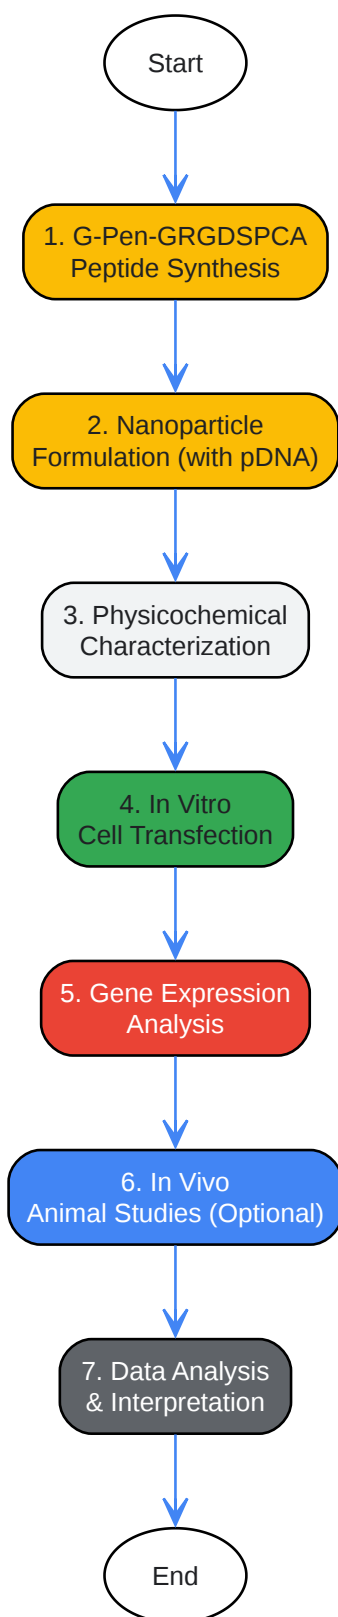 Start
1. G-Pen-GRGDSPCA
Peptide Synthesis
2. Nanoparticle
Formulation (with pDNA)
3. Physicochemical
Characterization
4. In Vitro
Cell Transfection
5. Gene Expression
Analysis
6. In Vivo
Animal Studies (Optional)
7. Data Analysis
& Interpretation
End